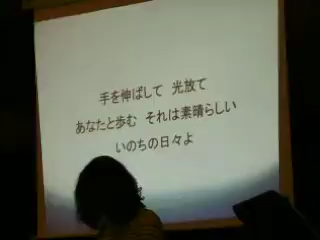 手を伸ばして 光放て
あなたと歩む それは素晴らしい
いのちの日々よ